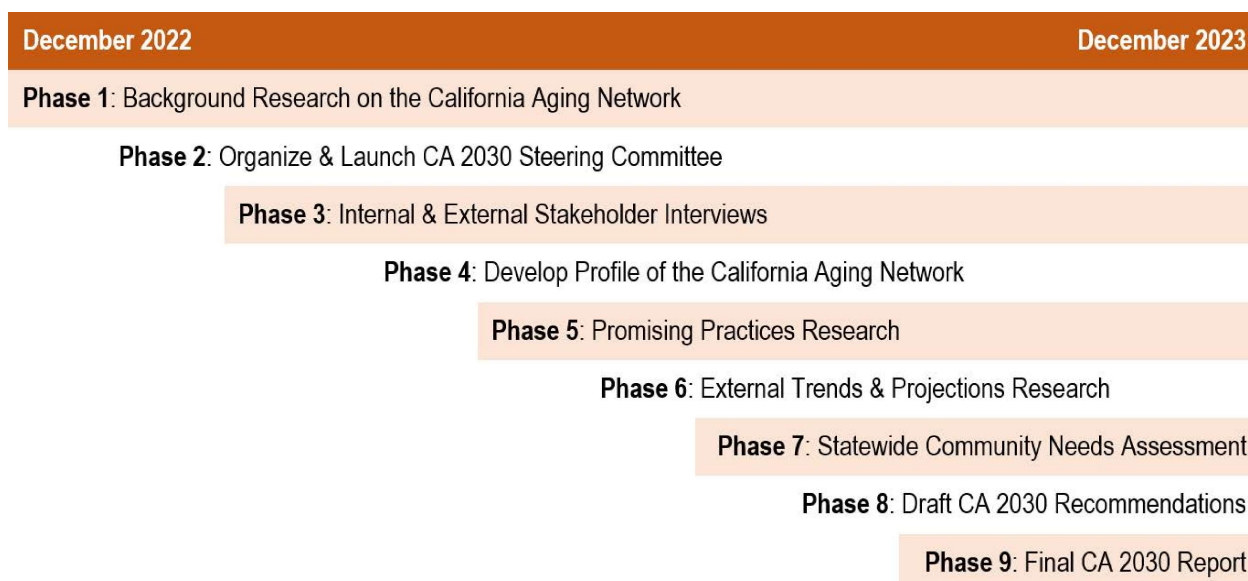 December 2022 December 2023
Phase 1: Background Research on the California Aging Network
Phase 2: Organize & Launch CA 2030 Steering Committee
Phase 3: Internal & External Stakeholder Interviews
Phase 4: Develop Profile of the California Aging Network
Phase 5: Promising Practices Research
Phase 6: External Trends & Projections Research
Phase 7: Statewide Community Needs Assessment
Phase 8: Draft CA 2030 Recommendations
Phase 9: Final CA 2030 Report